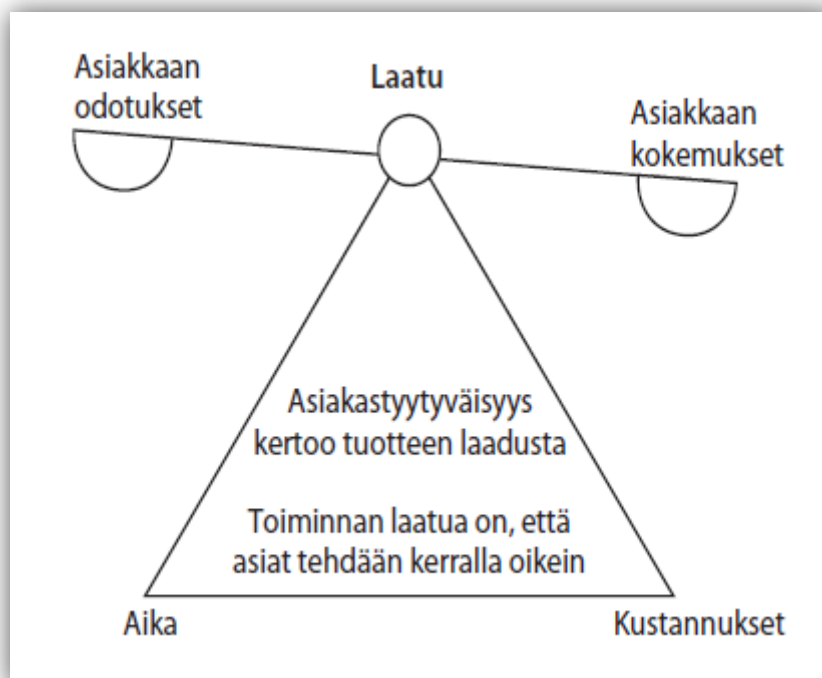 Asiakkaan
odotukset
Laatu
Asiakkaan
kokemukset
Asiakastyytyväisyys
kertoo tuotteen laadusta
Toiminnan laatua on, että
asiat tehdään kerralla oikein
Aika
Kustannukset